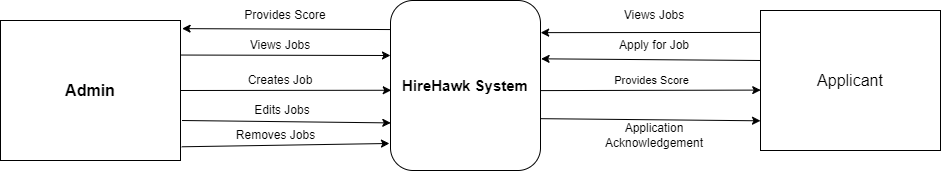 Provides Score
Views Jobs
Creates Job
Edits Jobs
Removes Jobs
Admin
HireHawk System
Views Jobs
Apply for Job
Provides Score
Application
Acknowledgement
Applicant